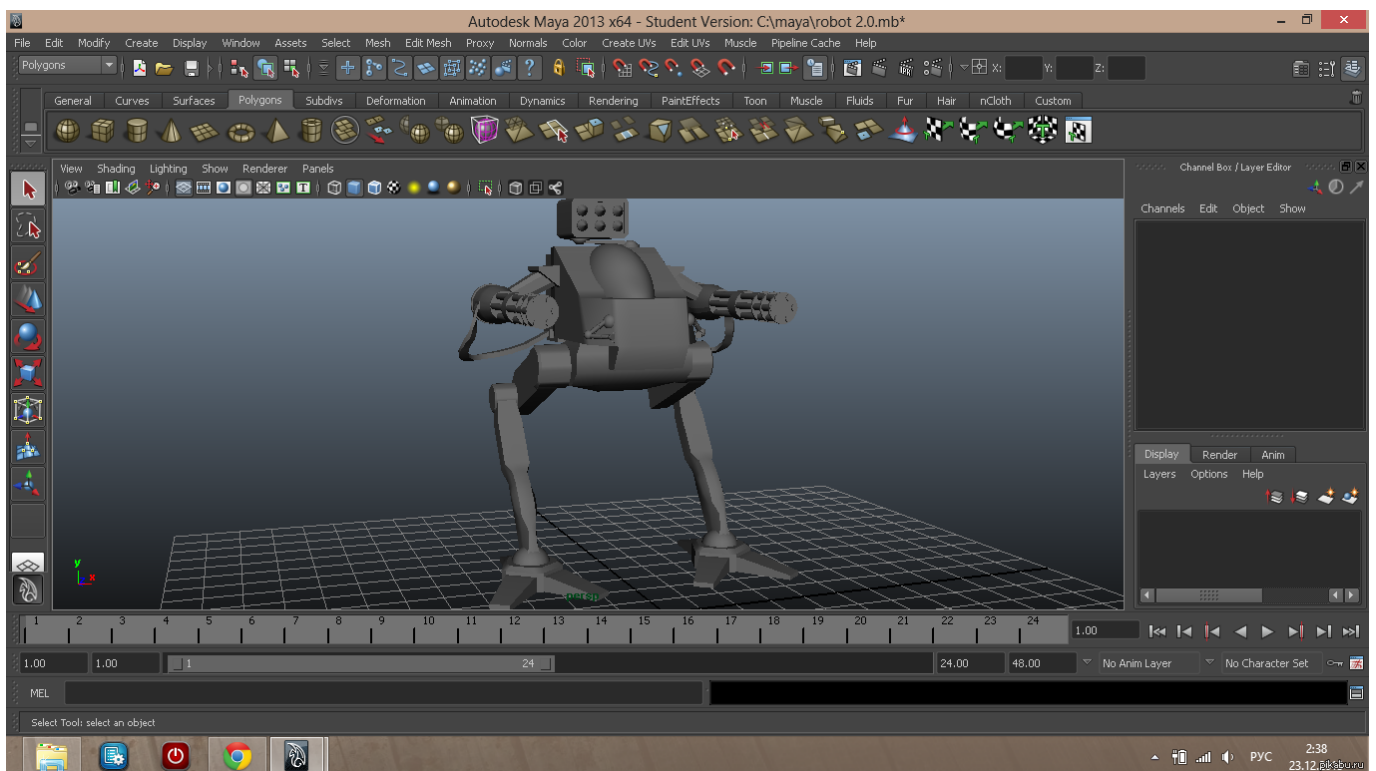 Autodesk Maya 2013 x64 - Student Version: C:\maya\robot 2.0.mb*
File Edit Modify Create Display Window Assets Select Mesh Edit Mesh Proxy Normals Color Create UVs Edit UVs Muscle Pipeline Cache Help
Polygons X: Y: Z:
General Curves Surfaces Polygons Subdivs Deformation Animation Dynamics Rendering PaintEffects Toon Muscle Fluids Fur Hair nCloth Custom
View Shading Lighting Show Renderer Panels
Channel Box / Layer Editor
Channels Edit Object Show
Display Render Anim
Layers Options Help
y
x
persp
1 2 3 4 5 6 7 8 9 10 11 12 13 14 15 16 17 18 19 20 21 22 23 24
1.00
1.00 1.00 1 24 24.00 48.00 No Anim Layer No Character Set
MEL
Select Tool: select an object
РУС
2:38
23.12.
pikabu.ru